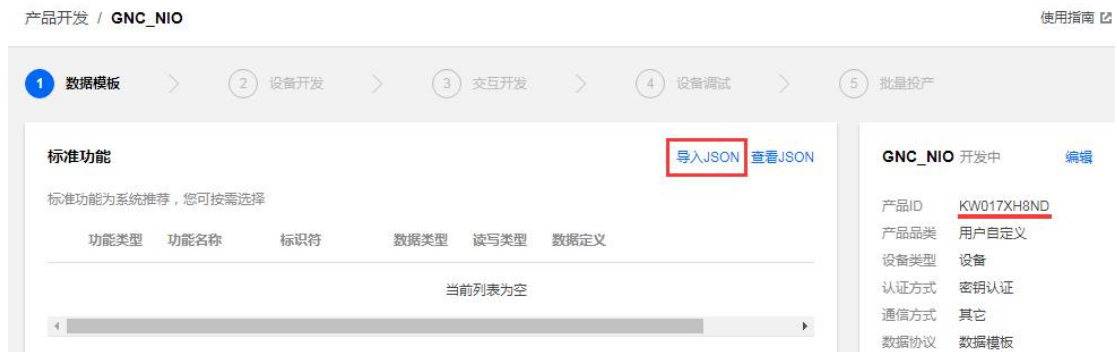 产品开发 / GNC_NIO 使用指南
1 数据模板 2 设备开发 3 交互开发 4 设备调试 5 批量投产
标准功能 导入JSON 查看JSON
标准功能为系统推荐，您可按需选择
功能类型 功能名称 标识符 数据类型 读写类型 数据定义
当前列表为空
GNC_NIO 开发中 编辑
产品ID KW017XH8ND
产品品类 用户自定义
设备类型 设备
认证方式 密钥认证
通信方式 其它
数据协议 数据模板